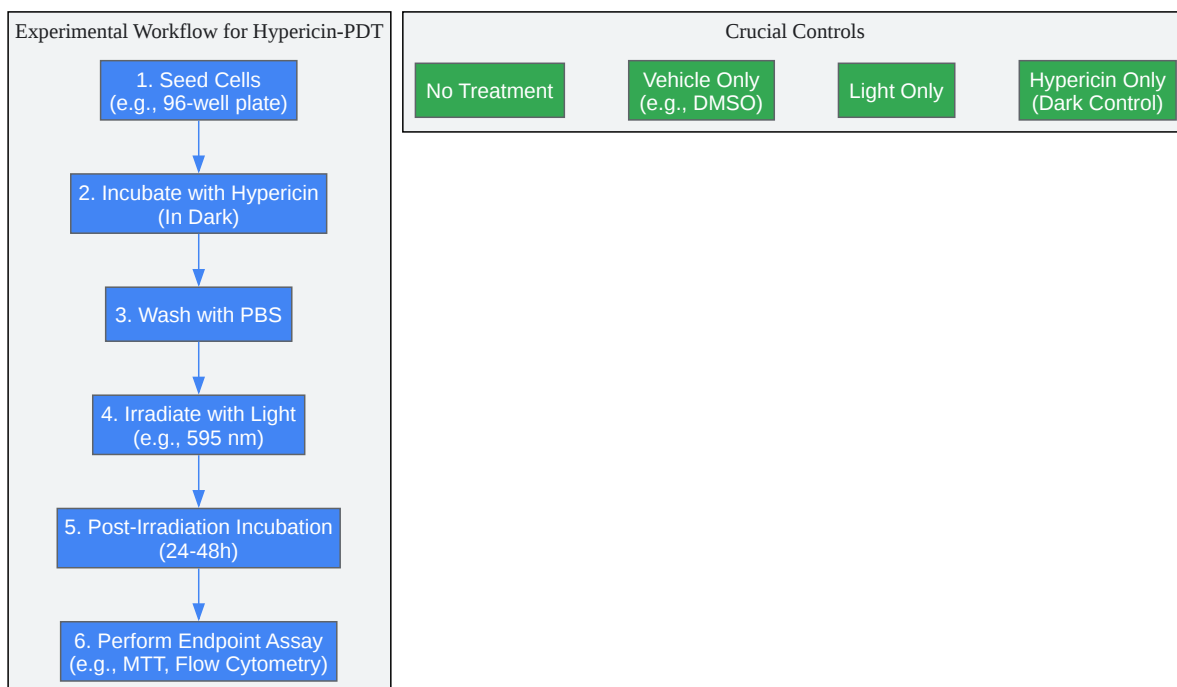 Experimental Workflow for Hypericin-PDT
1. Seed Cells
(e.g., 96-well plate)
2. Incubate with Hypericin
(In Dark)
3. Wash with PBS
4. Irradiate with Light
(e.g., 595 nm)
5. Post-Irradiation Incubation
(24-48h)
6. Perform Endpoint Assay
(e.g., MTT, Flow Cytometry)
Crucial Controls
No Treatment
Vehicle Only
(e.g., DMSO)
Light Only
Hypericin Only
(Dark Control)